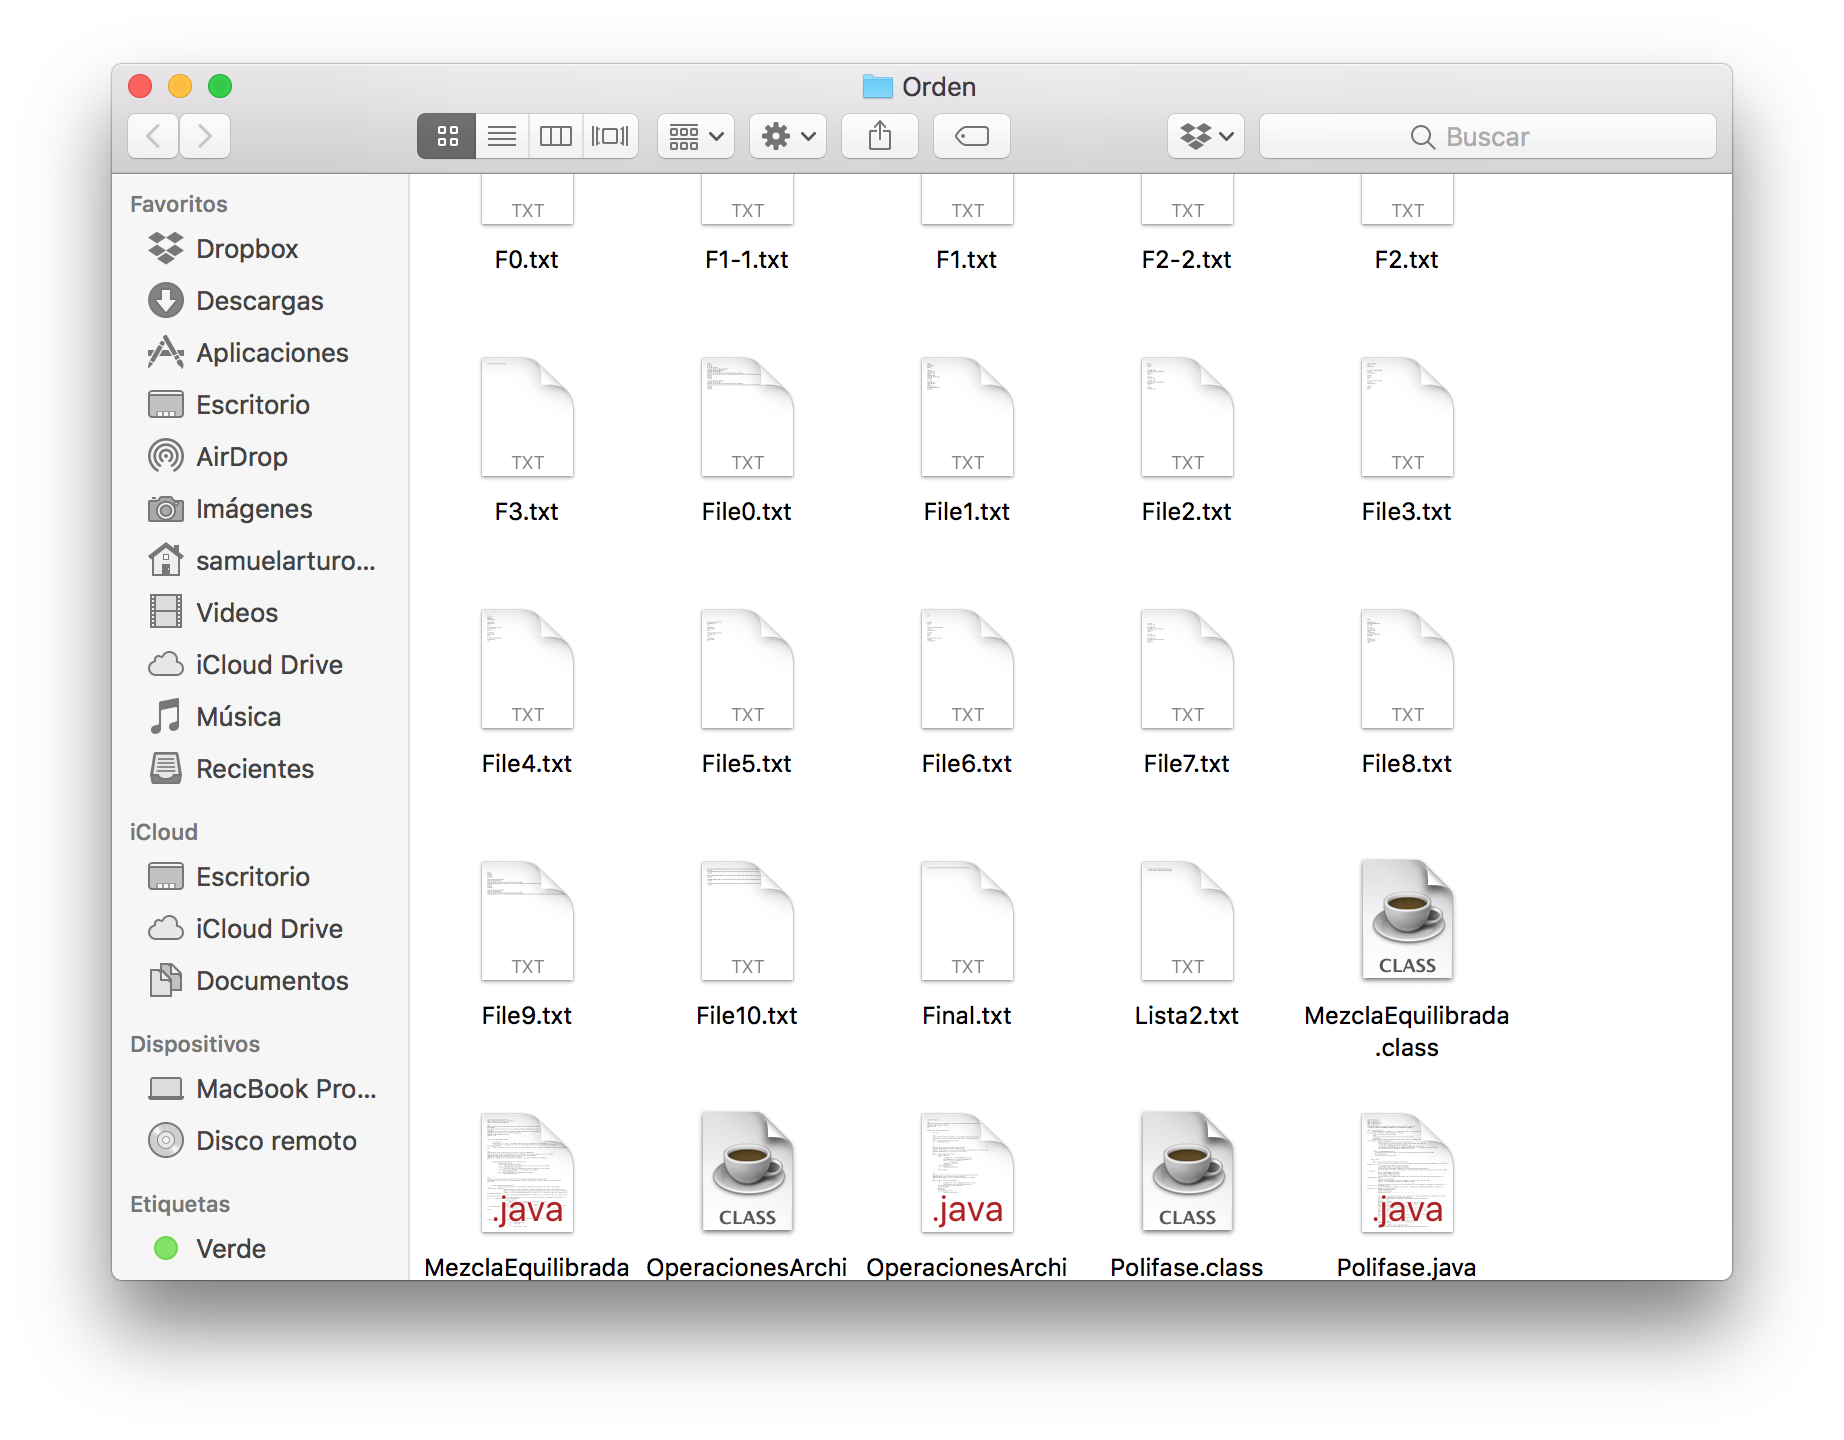 Orden
Buscar
Favoritos
Dropbox
Descargas
Aplicaciones
Escritorio
AirDrop
Imágenes
samuelarturo...
Videos
iCloud Drive
Música
Recientes
iCloud
Escritorio
iCloud Drive
Documentos
Dispositivos
MacBook Pro...
Disco remoto
Etiquetas
Verde
TXT TXT TXT TXT TXT
F0.txt F1-1.txt F1.txt F2-2.txt F2.txt
TXT TXT TXT TXT TXT
F3.txt File0.txt File1.txt File2.txt File3.txt
TXT TXT TXT TXT TXT
File4.txt File5.txt File6.txt File7.txt File8.txt
TXT TXT TXT TXT CLASS
File9.txt File10.txt Final.txt Lista2.txt MezclaEquilibrada
.class
.java CLASS .java CLASS .java
MezclaEquilibrada OperacionesArchi OperacionesArchi Polifase.class Polifase.java